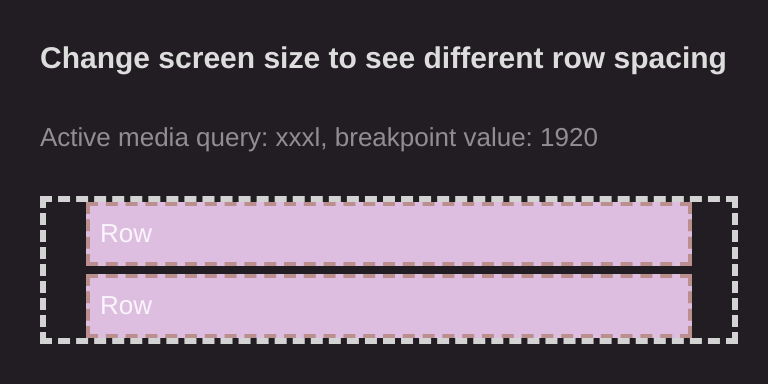 Change screen size to see different row spacing
Active media query: xxxl, breakpoint value: 1920
Row
Row